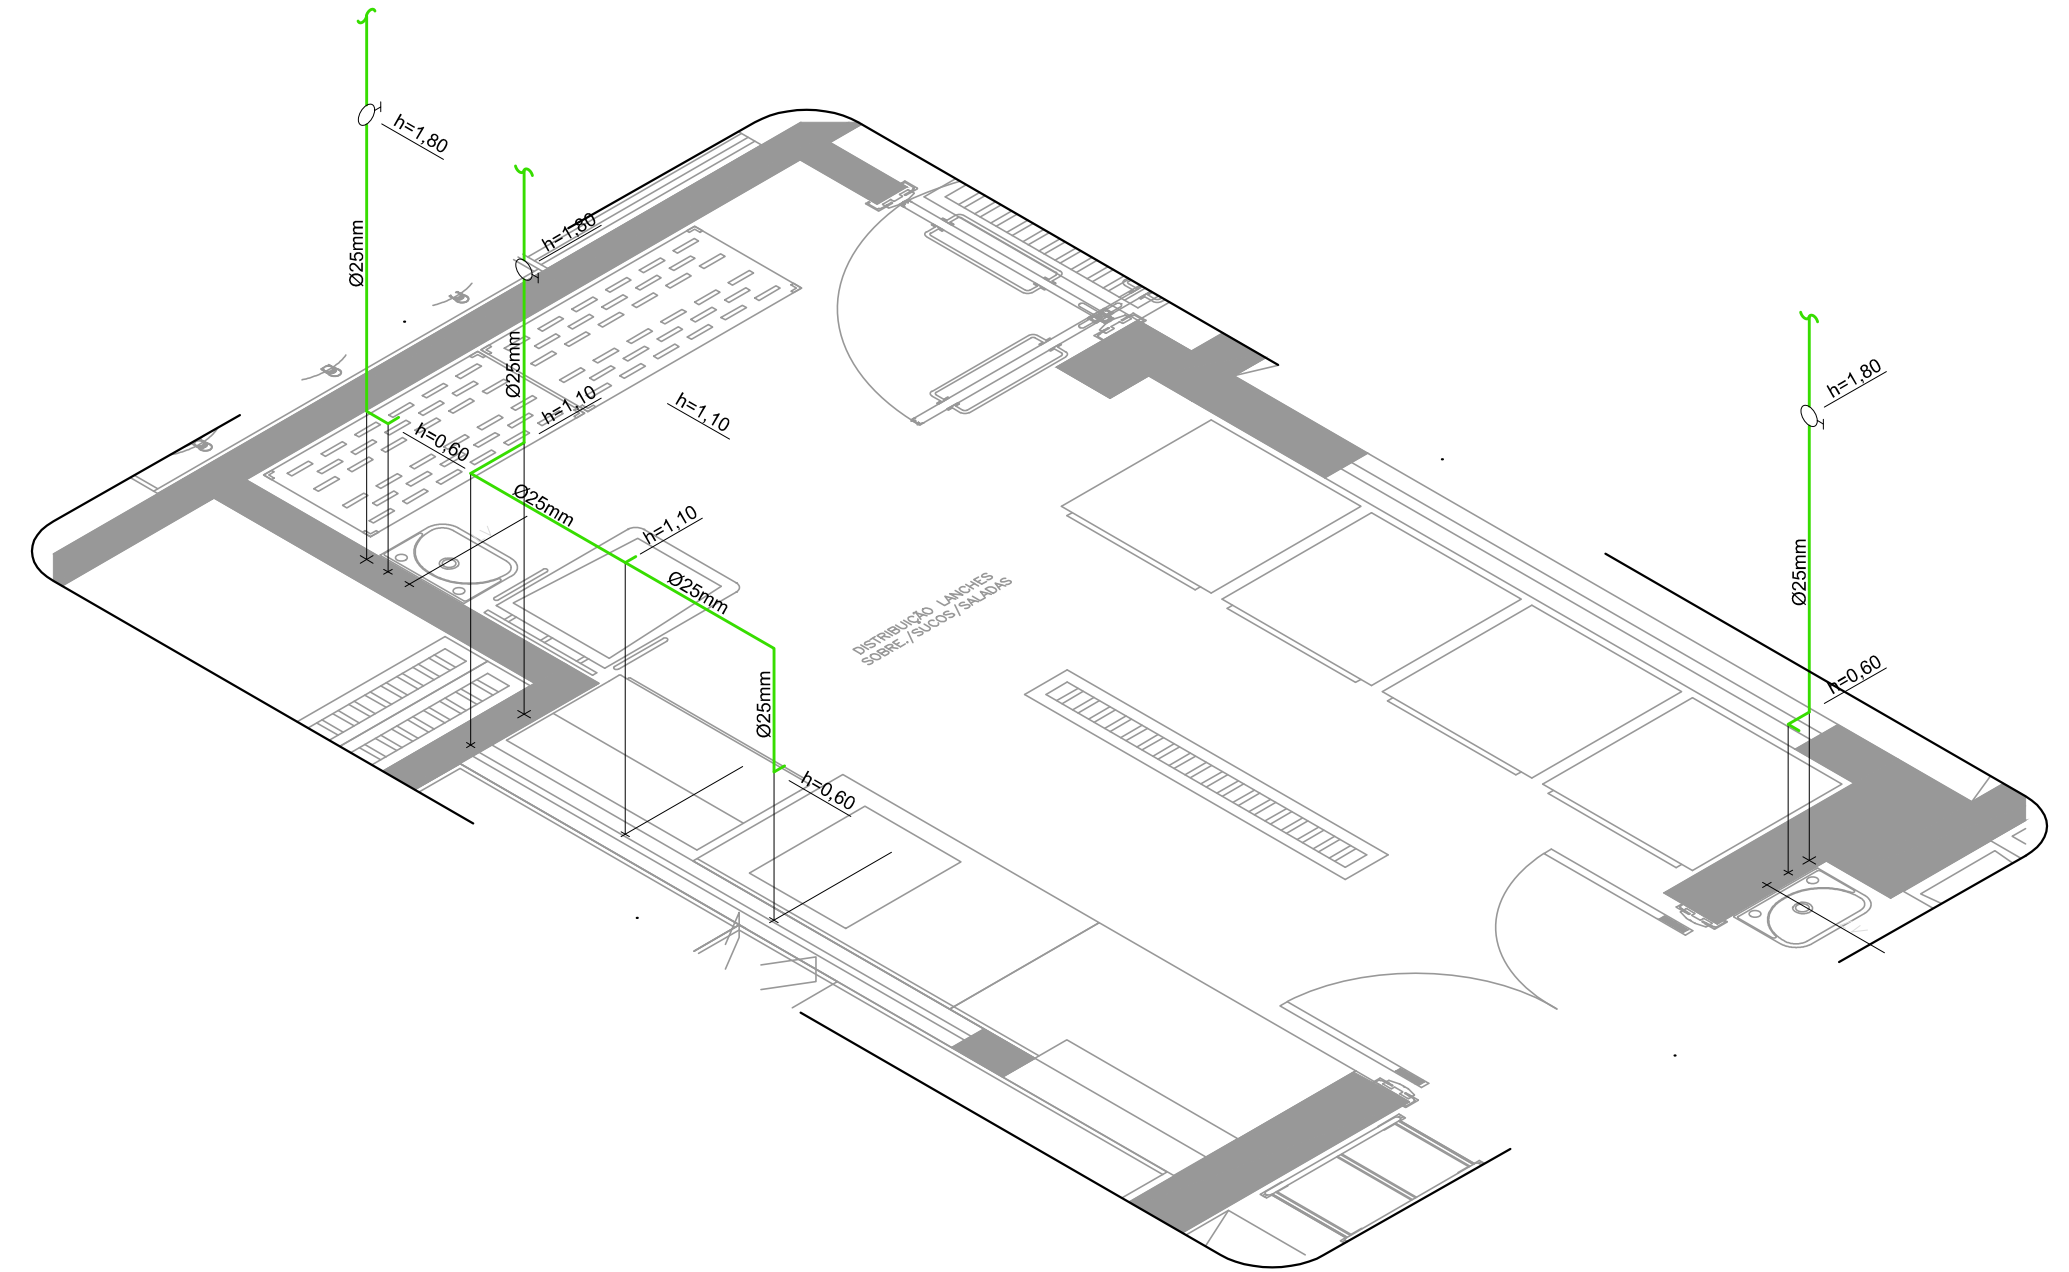 h=1,80
Ø25mm
h=1,80
Ø25mm
h=1,10
h=1,10
h=0,60
Ø25mm
h=1,10
Ø25mm
Ø25mm
h=0,60
DISTRIBUIÇÃO LANCHES
SOBRE./SUCOS/SALADAS
h=1,80
Ø25mm
h=0,60